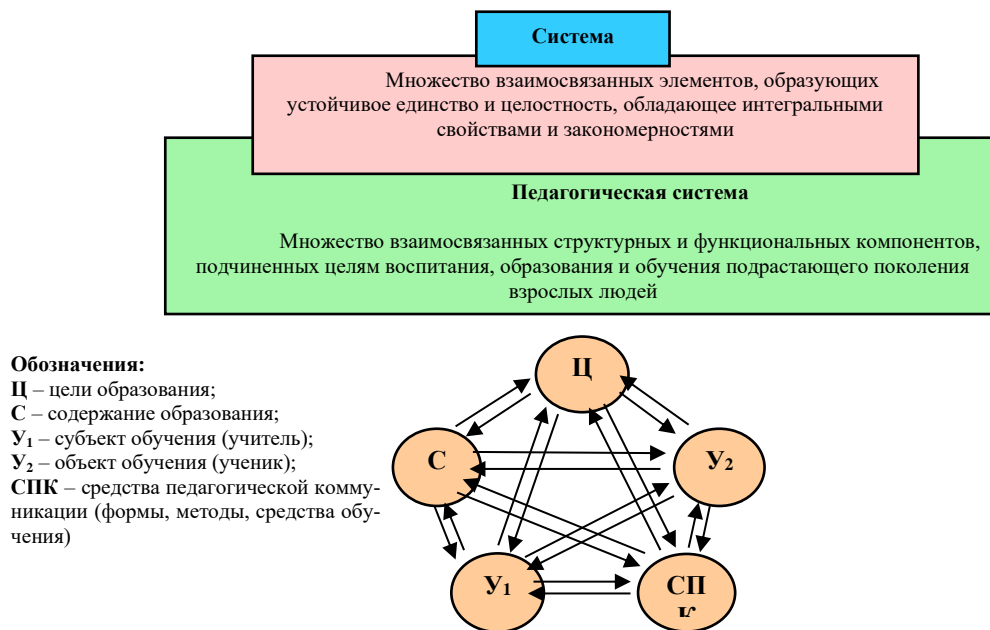 Система
Множество взаимосвязанных элементов, образующих
устойчивое единство и целостность, обладающее интегральными
свойствами и закономерностями
Педагогическая система
Множество взаимосвязанных структурных и функциональных компонентов,
подчиненных целям воспитания, образования и обучения подрастающего поколения
взрослых людей
Обозначения:
Ц – цели образования;
С – содержание образования;
У₁ – субъект обучения (учитель);
У₂ – объект обучения (ученик);
СПК – средства педагогической комму-
никации (формы, методы, средства обу-
чения)
Ц
С
У₂
У₁
СП
К